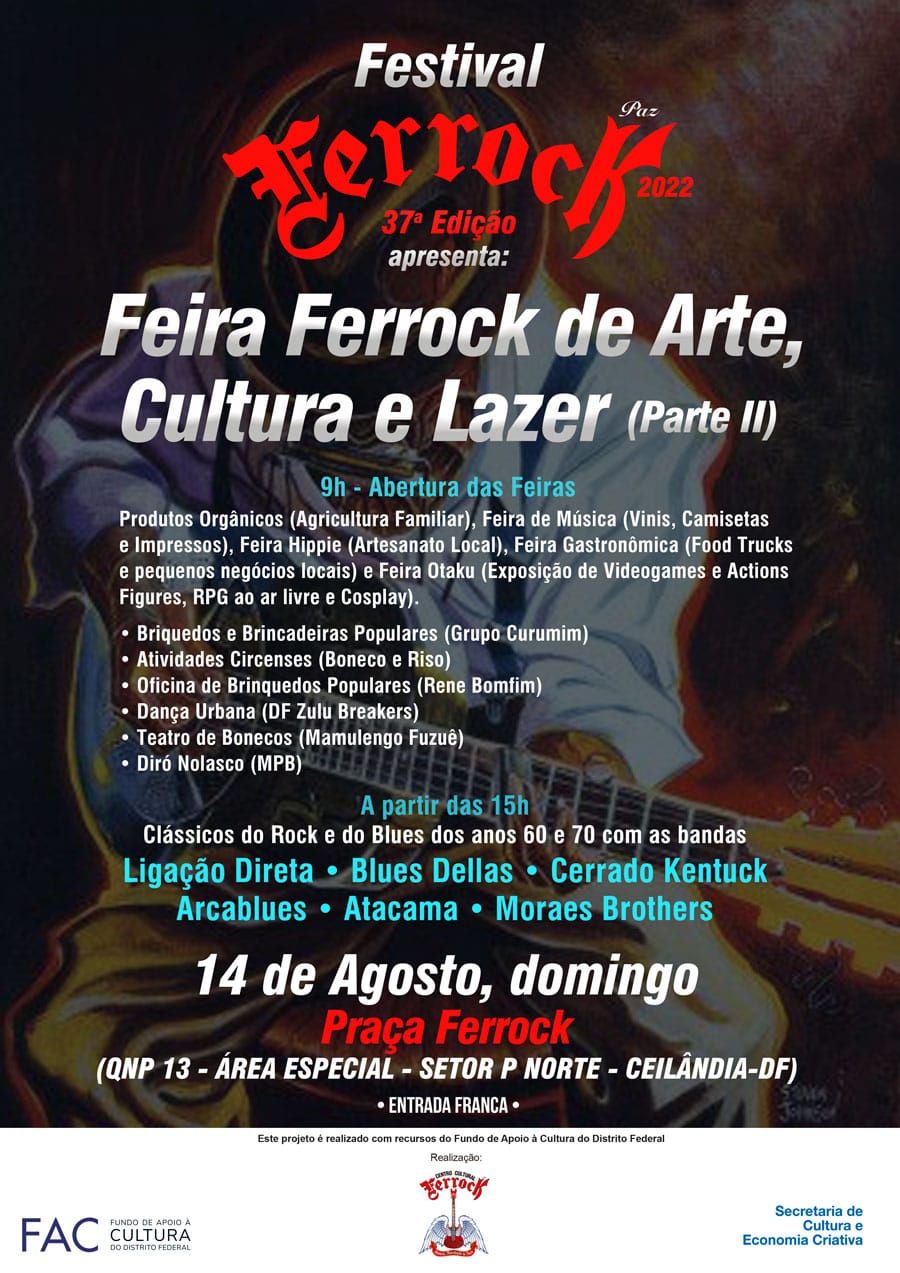 Festival
Ferrock
Paz
2022
37ª Edição
apresenta:
Feira Ferrock de Arte,
Cultura e Lazer (Parte II)
9h - Abertura das Feiras
Produtos Orgânicos (Agricultura Familiar), Feira de Música (Vinis, Camisetas
e Impressos), Feira Hippie (Artesanato Local), Feira Gastronômica (Food Trucks
e pequenos negócios locais) e Feira Otaku (Exposição de Videogames e Actions
Figures, RPG ao ar livre e Cosplay).
• Briquedos e Brincadeiras Populares (Grupo Curumim)
• Atividades Circenses (Boneco e Riso)
• Oficina de Brinquedos Populares (Rene Bomfim)
• Dança Urbana (DF Zulu Breakers)
• Teatro de Bonecos (Mamulengo Fuzuê)
• Diró Nolasco (MPB)
A partir das 15h
Clássicos do Rock e do Blues dos anos 60 e 70 com as bandas
Ligação Direta • Blues Dellas • Cerrado Kentuck
Arcablues • Atacama • Moraes Brothers
14 de Agosto, domingo
Praça Ferrock
(QNP 13 - ÁREA ESPECIAL - SETOR P NORTE - CEILÂNDIA-DF)
• ENTRADA FRANCA •
Este projeto é realizado com recursos do Fundo de Apoio à Cultura do Distrito Federal
Realização:
CENTRO CULTURAL
Ferrock
FAC
FUNDO DE APOIO À
CULTURA
DO DISTRITO FEDERAL
Secretaria de
Cultura e
Economia Criativa